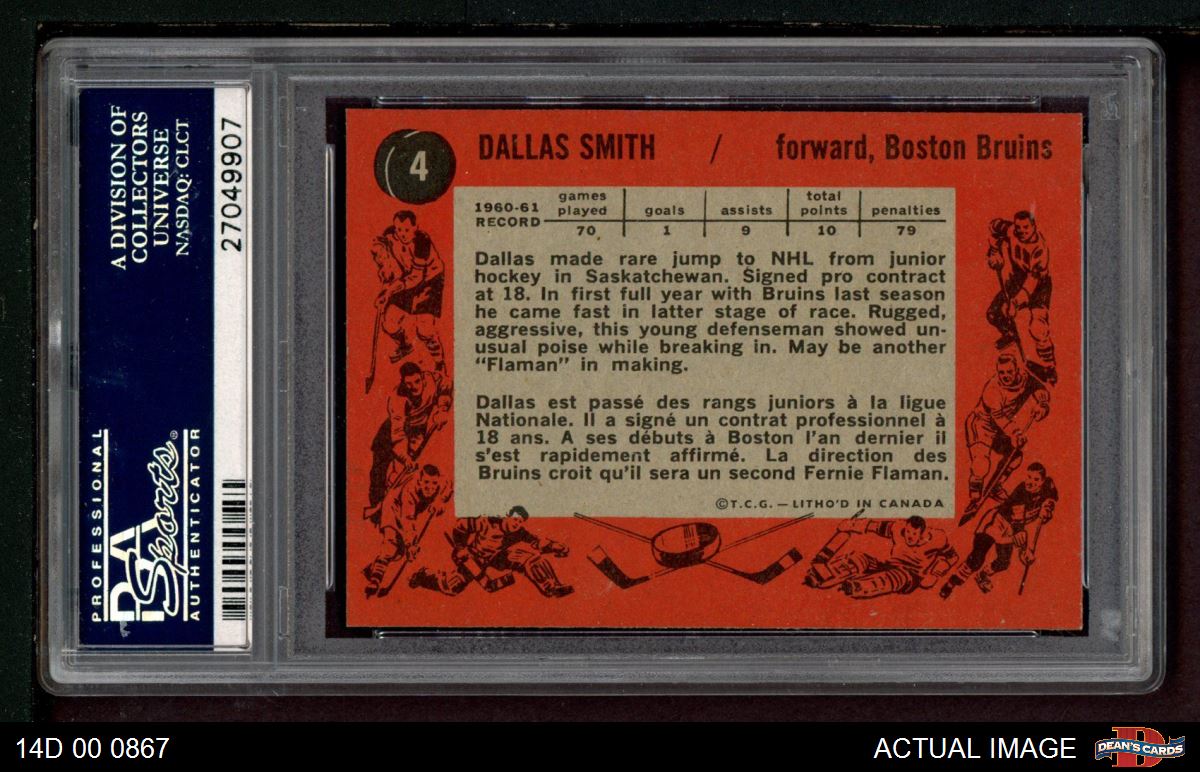 A DIVISION OF
COLLECTORS
UNIVERSE
NASDAQ: CLCT
27049907
PROFESSIONAL
PSA
Sports®
AUTHENTICATOR
4
DALLAS SMITH / forward, Boston Bruins
1960-61 RECORD
games played goals assists total points penalties
70 1 9 10 79
Dallas made rare jump to NHL from junior
hockey in Saskatchewan. Signed pro contract
at 18. In first full year with Bruins last season
he came fast in latter stage of race. Rugged,
aggressive, this young defenseman showed un-
usual poise while breaking in. May be another
"Flaman" in making.
Dallas est passé des rangs juniors à la ligue
Nationale. Il a signé un contrat professionnel à
18 ans. A ses débuts à Boston l'an dernier il
s'est rapidement affirmé. La direction des
Bruins croit qu'il sera un second Fernie Flaman.
©T.C.G. — LITHO'D IN CANADA
14D 00 0867
ACTUAL IMAGE
DEAN'S CARDS